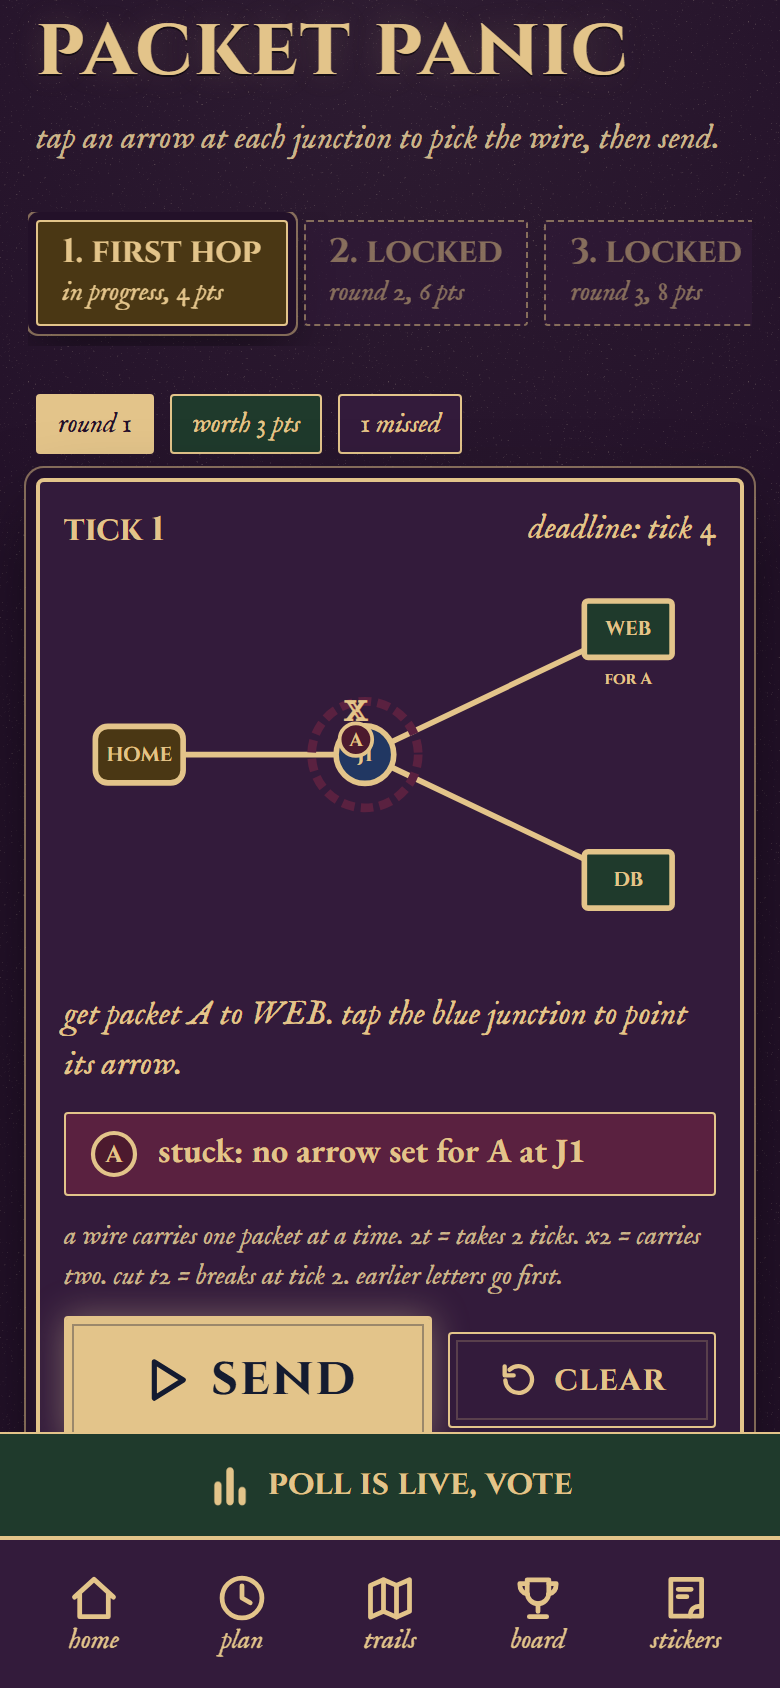 PACKET PANIC
tap an arrow at each junction to pick the wire, then send.
1. FIRST HOP
in progress, 4 pts
2. LOCKED
round 2, 6 pts
3. LOCKED
round 3, 8 pts
round 1
worth 3 pts
1 missed
TICK 1
deadline: tick 4
WEB
FOR A
X
A
HOME
DB
get packet A to WEB. tap the blue junction to point
its arrow.
A
stuck: no arrow set for A at J1
a wire carries one packet at a time. 2t = takes 2 ticks. x2 = carries
two. cut t2 = breaks at tick 2. earlier letters go first.
SEND
CLEAR
POLL IS LIVE, VOTE
home
plan
trails
board
stickers